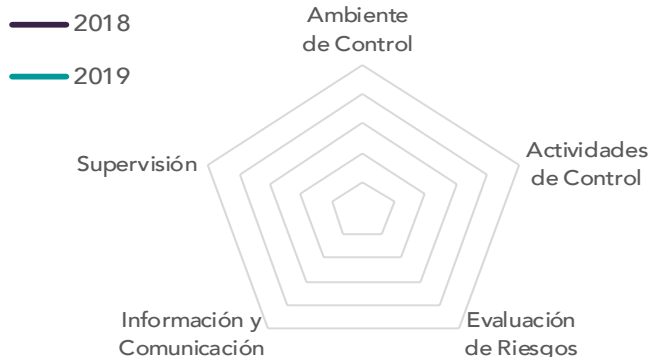 2018
2019
Ambiente
de Control
Actividades
de Control
Supervisión
Información y
Comunicación
Evaluación
de Riesgos